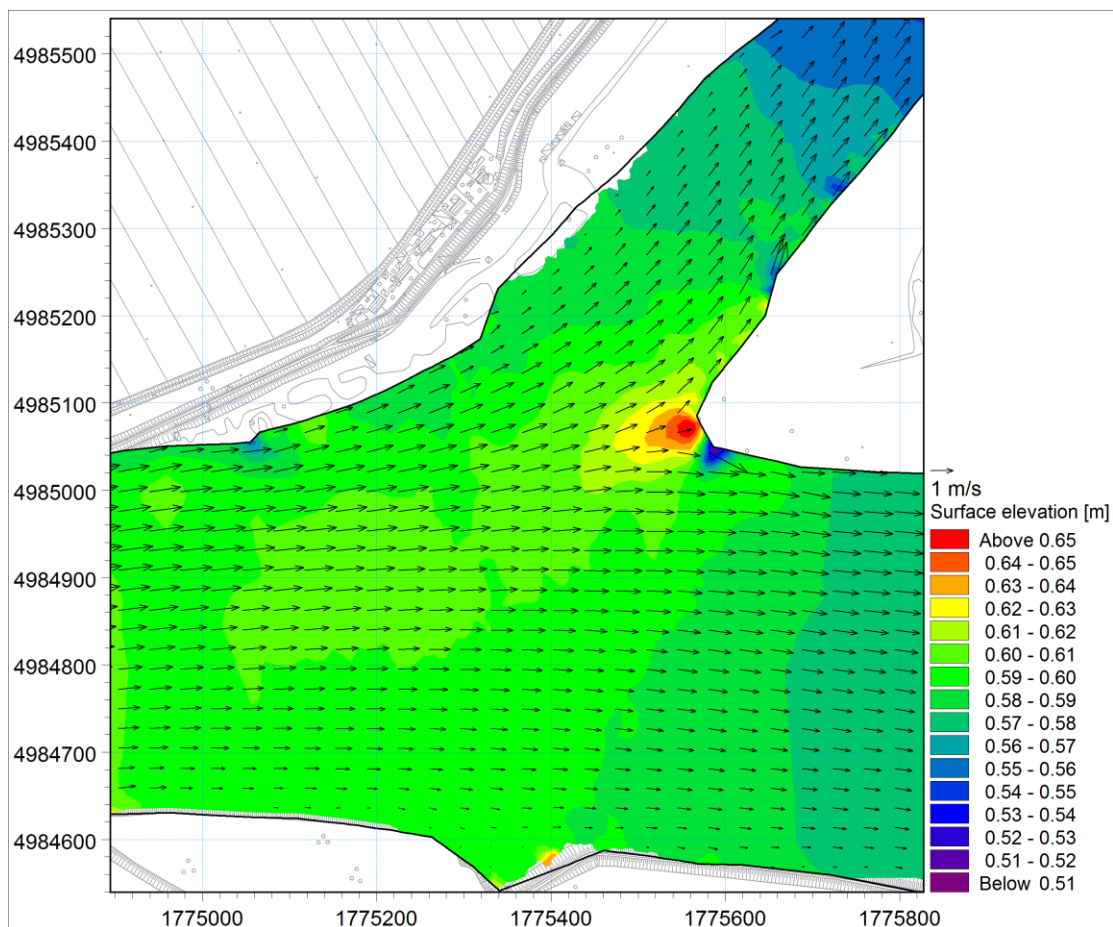 4985500
4985400
4985300
4985200
4985100
4985000
4984900
4984800
4984700
4984600
1775000
1775200
1775400
1775600
1775800
1 m/s
Surface elevation [m]
Above 0.65
0.64 - 0.65
0.63 - 0.64
0.62 - 0.63
0.61 - 0.62
0.60 - 0.61
0.59 - 0.60
0.58 - 0.59
0.57 - 0.58
0.56 - 0.57
0.55 - 0.56
0.54 - 0.55
0.53 - 0.54
0.52 - 0.53
0.51 - 0.52
Below 0.51